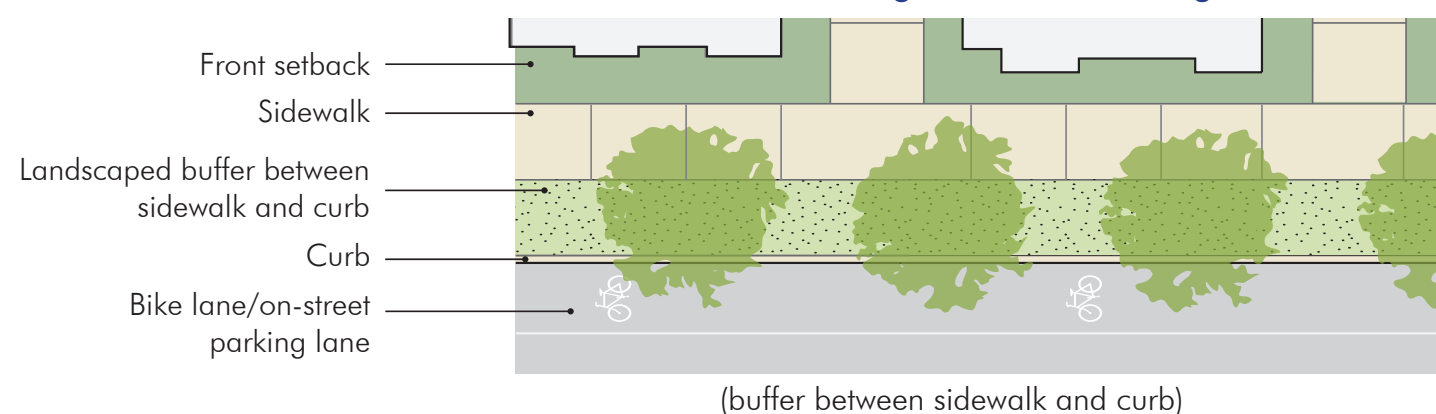 Front setback
Sidewalk
Landscaped buffer between
sidewalk and curb
Curb
Bike lane/on-street
parking lane
(buffer between sidewalk and curb)